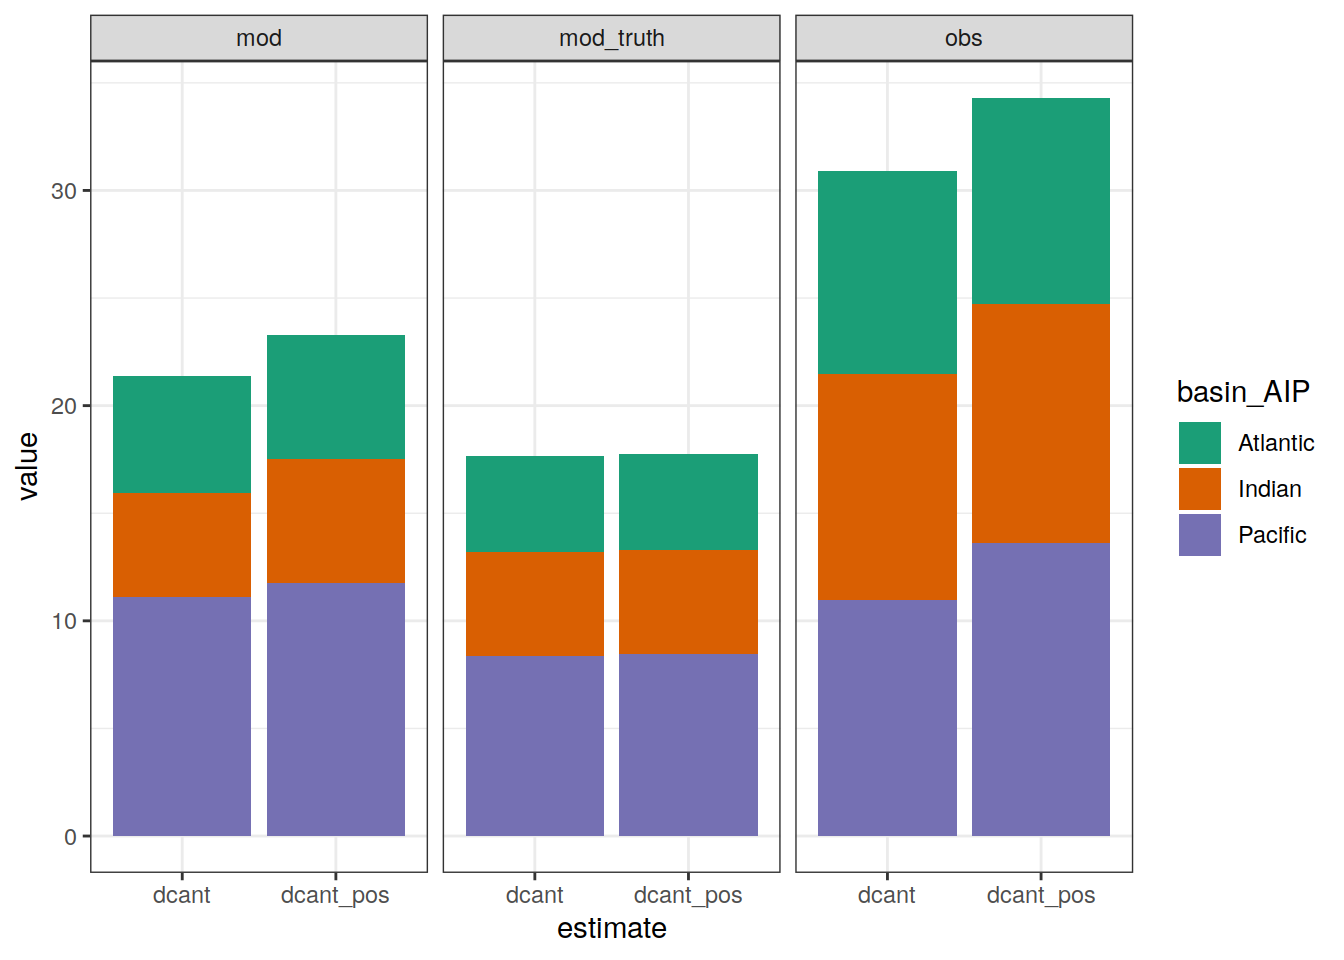 mod
mod_truth
obs
value
30
20
10
0
dcant
dcant_pos
dcant
dcant_pos
dcant
dcant_pos
estimate
basin_AIP
Atlantic
Indian
Pacific